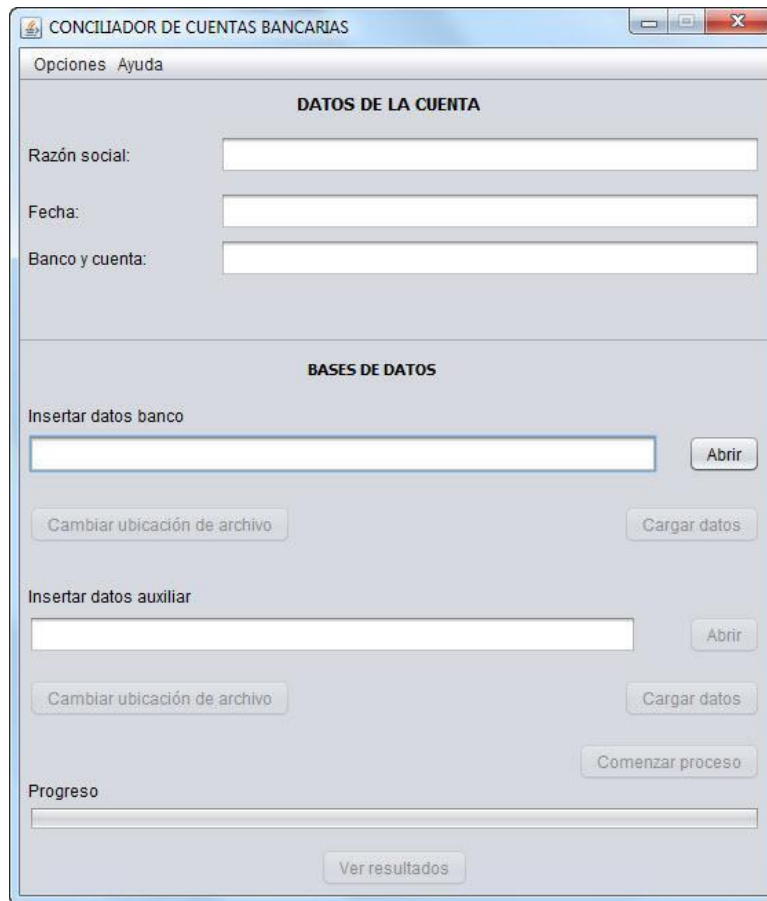 CONCILIADOR DE CUENTAS BANCARIAS
Opciones Ayuda
DATOS DE LA CUENTA
Razón social:
Fecha:
Banco y cuenta:
BASES DE DATOS
Insertar datos banco
Abrir
Cambiar ubicación de archivo Cargar datos
Insertar datos auxiliar
Abrir
Cambiar ubicación de archivo Cargar datos
Comenzar proceso
Progreso
Ver resultados